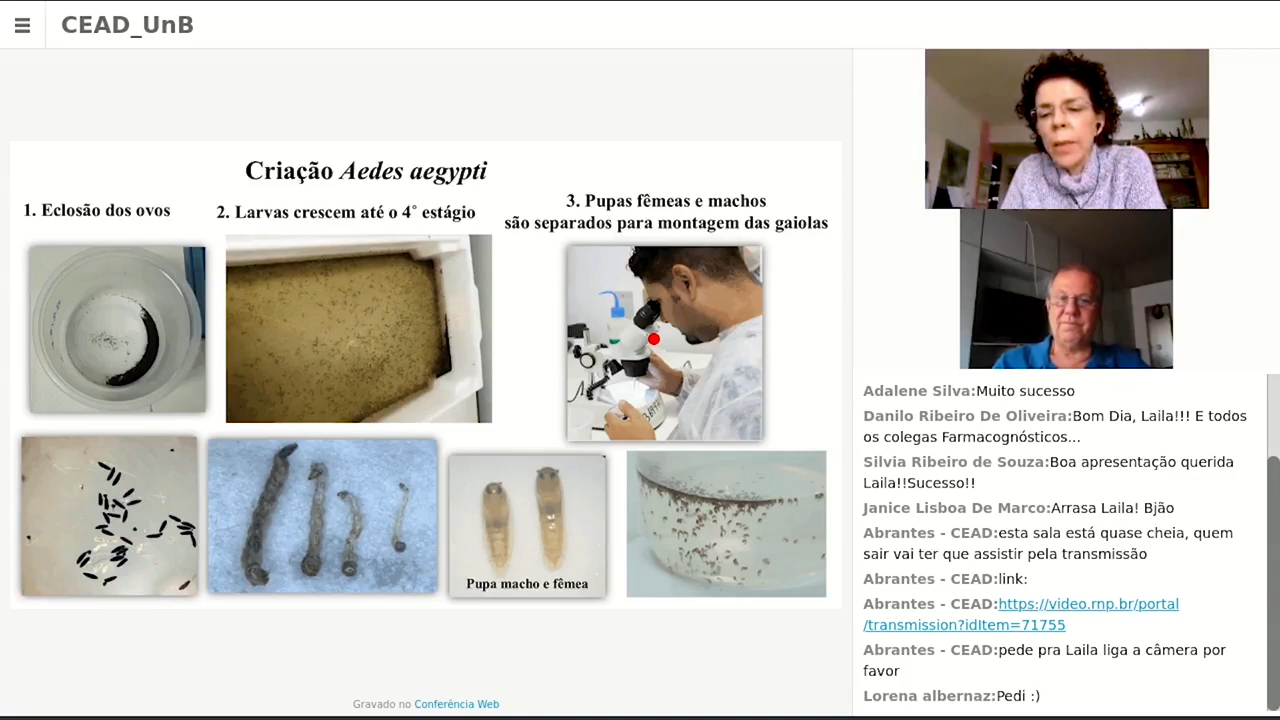 CEAD_UnB
Criação Aedes aegypti
1. Eclosão dos ovos
2. Larvas crescem até o 4° estágio
3. Pupas fêmeas e machos
são separados para montagem das gaiolas
Pupa macho e fêmea
Gravado no Conferência Web
Adalene Silva:Muito sucesso
Danilo Ribeiro De Oliveira:Bom Dia, Laila!!! E todos
os colegas Farmacognósticos...
Silvia Ribeiro de Souza:Boa apresentação querida
Laila!!Sucesso!!
Janice Lisboa De Marco:Arrasa Laila! Bjão
Abrantes - CEAD:esta sala está quase cheia, quem
sair vai ter que assistir pela transmissão
Abrantes - CEAD:link:
Abrantes - CEAD:https://video.rnp.br/portal
/transmission?idItem=71755
Abrantes - CEAD:pede pra Laila liga a câmera por
favor
Lorena albernaz:Pedi :)